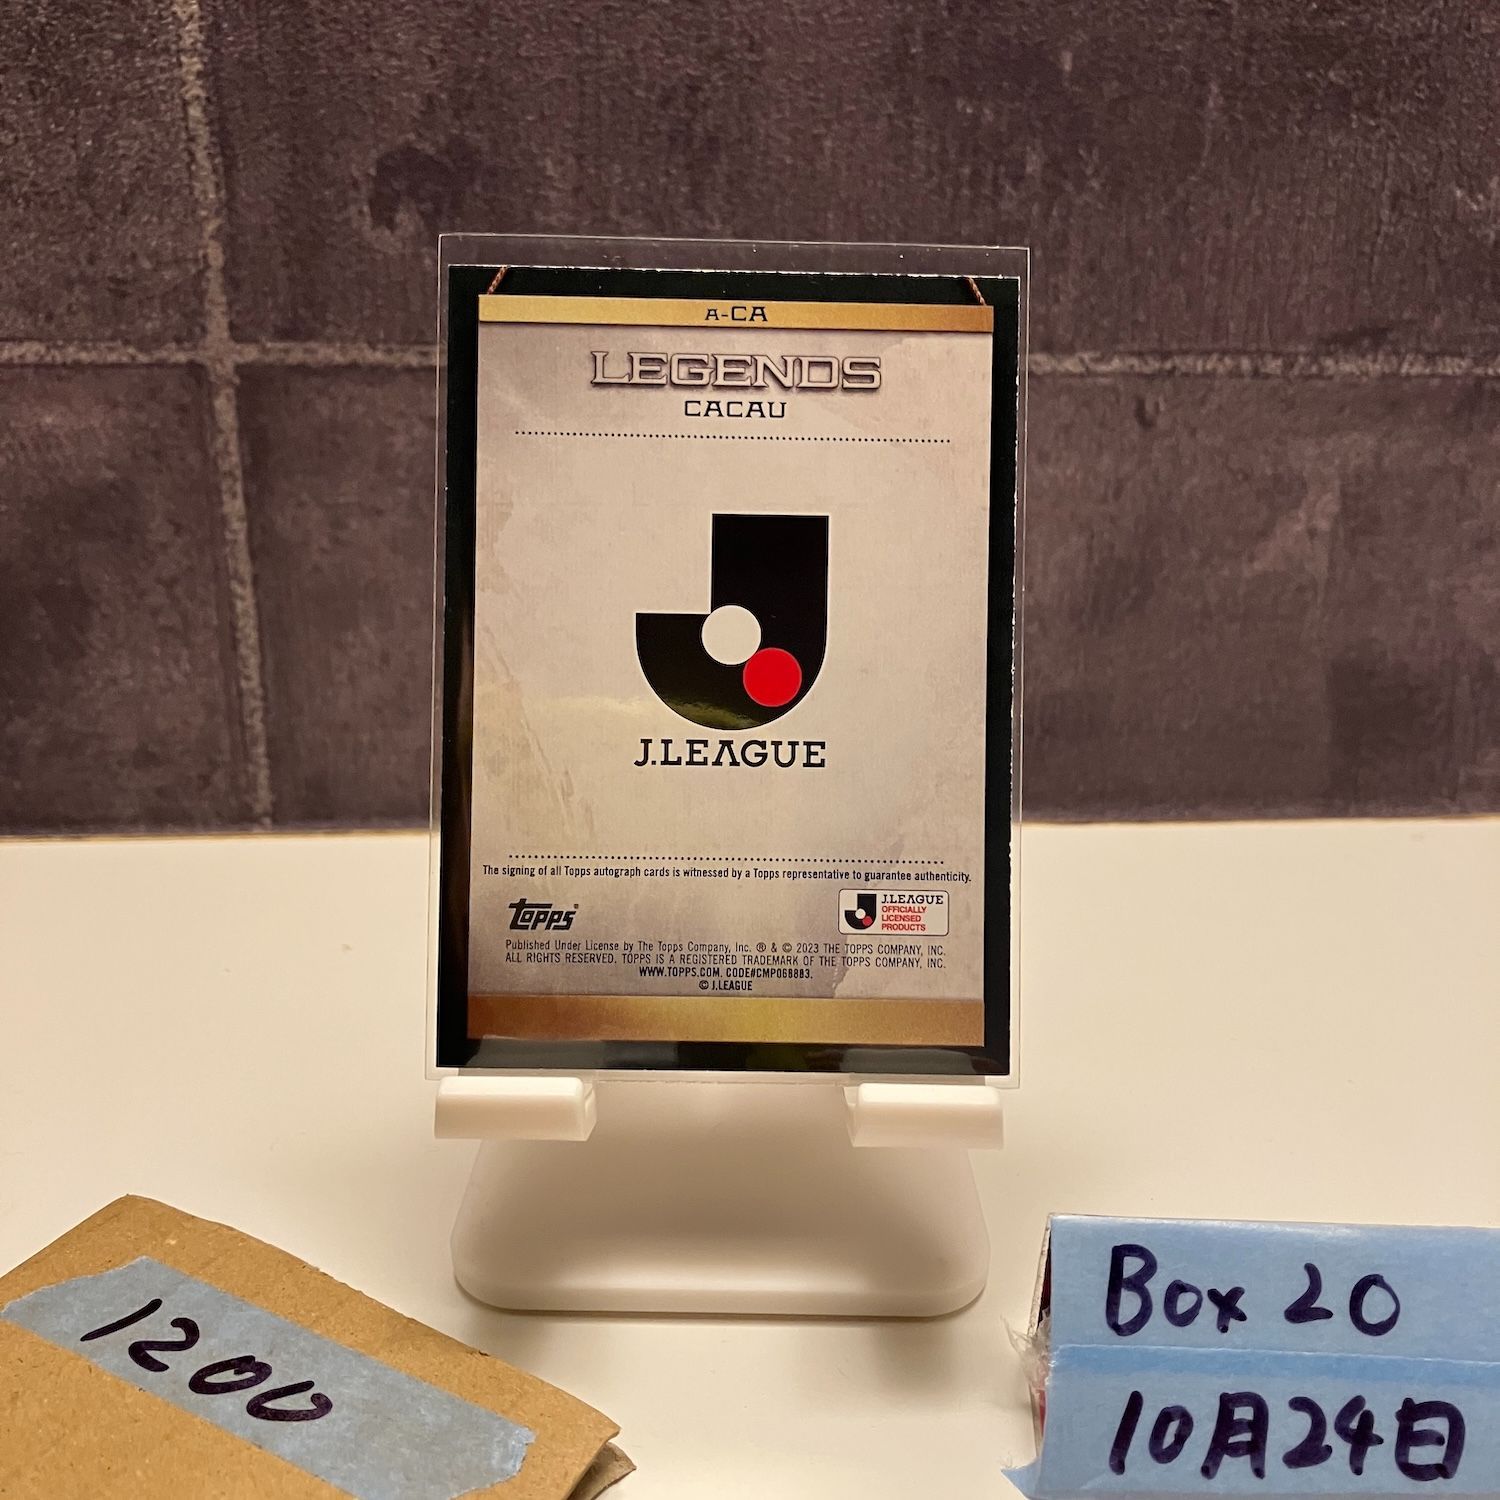 A-CA
LEGENDS
CACAU
J.LEAGUE
The signing of all Topps autograph cards is witnessed by a Topps representative to guarantee authenticity.
topps®
J.LEAGUE
OFFICIALLY
LICENSED
PRODUCTS
Published Under License by The Topps Company, Inc. ® & © 2023 THE TOPPS COMPANY, INC.
ALL RIGHTS RESERVED. TOPPS IS A REGISTERED TRADEMARK OF THE TOPPS COMPANY, INC.
WWW.TOPPS.COM. CODE#CMP068883.
© J.LEAGUE
1200
Box 20
10月24日